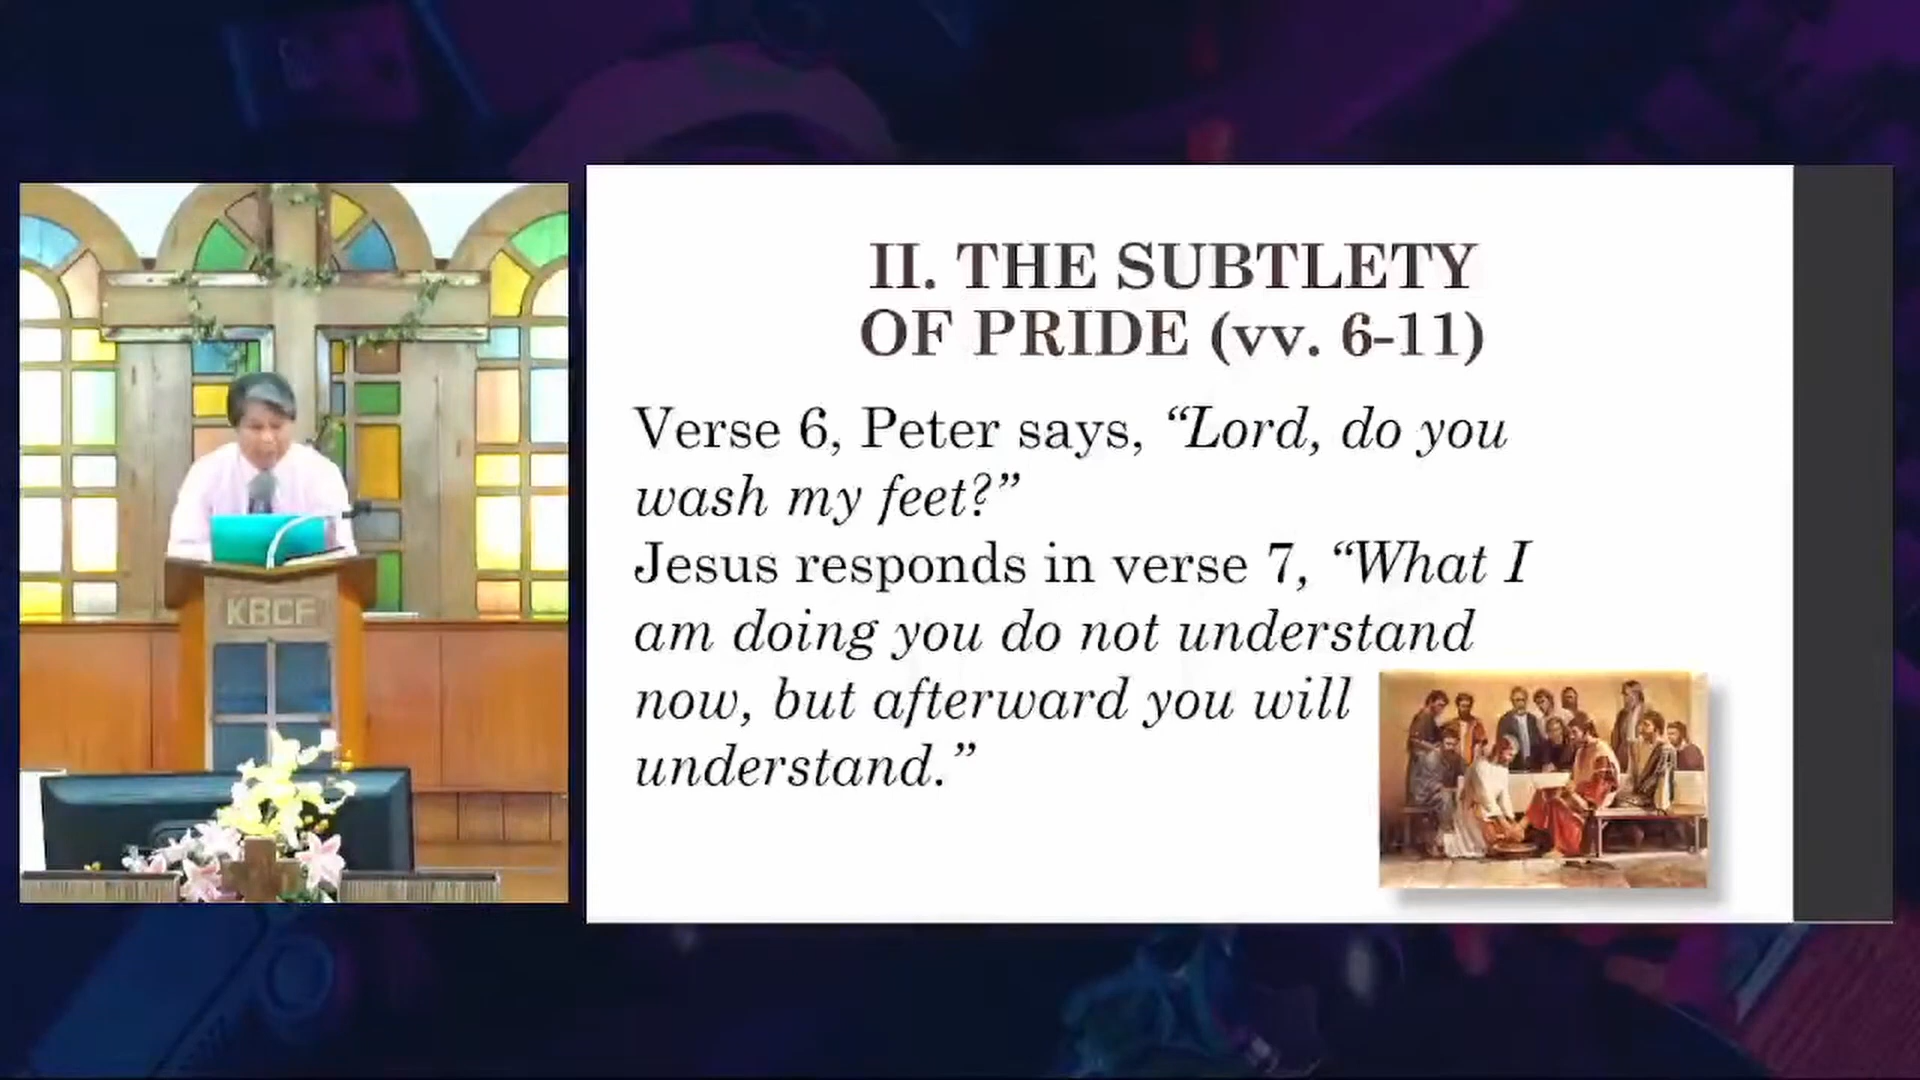 II. THE SUBTLETY
OF PRIDE (vv. 6-11)
Verse 6, Peter says, “Lord, do you
wash my feet?”
Jesus responds in verse 7, “What I
am doing you do not understand
now, but afterward you will
understand.”
KBCF